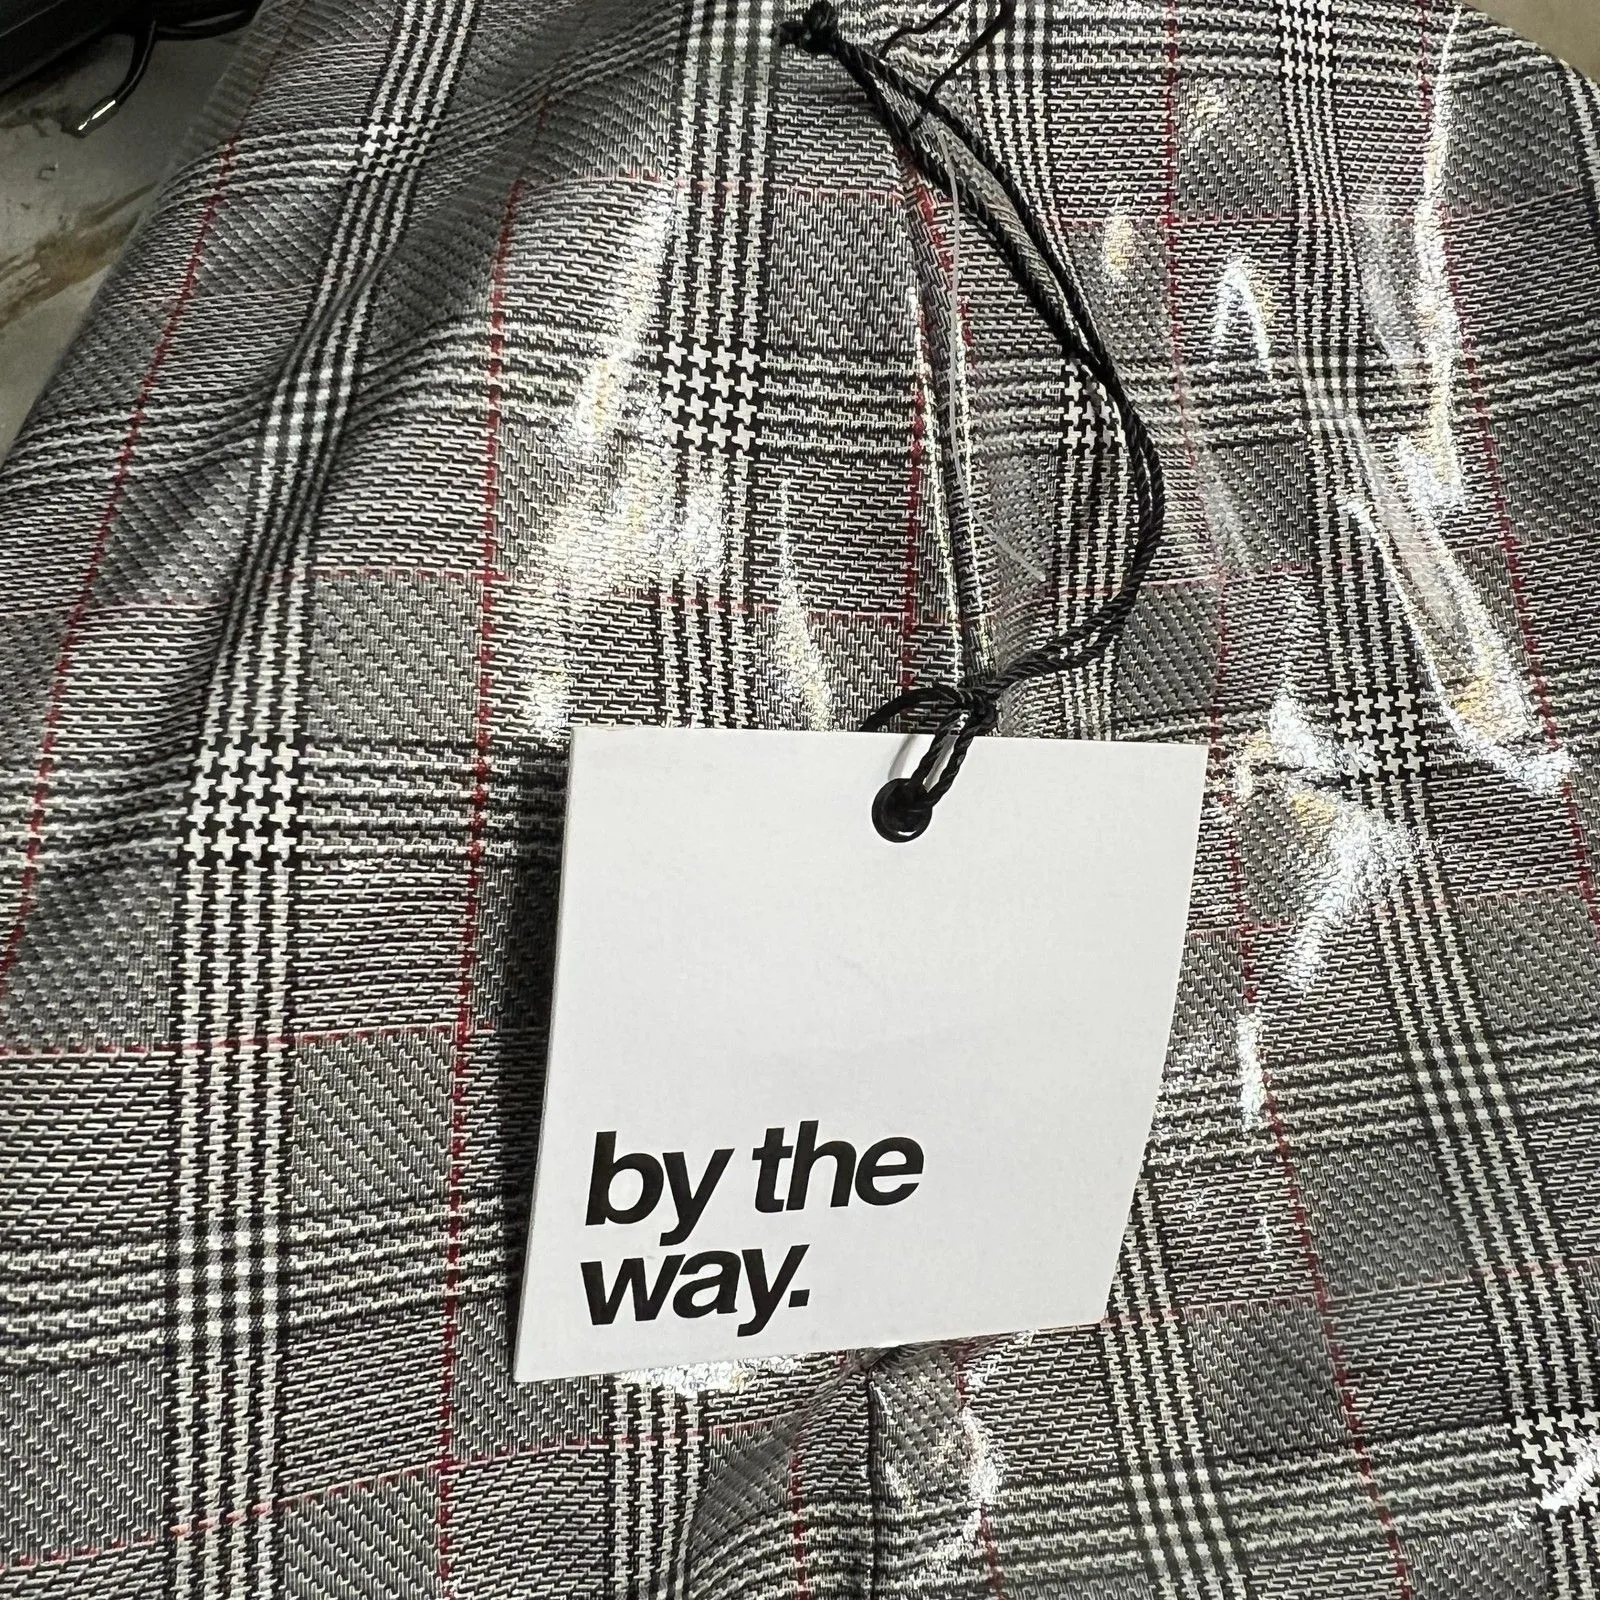 by the
way.